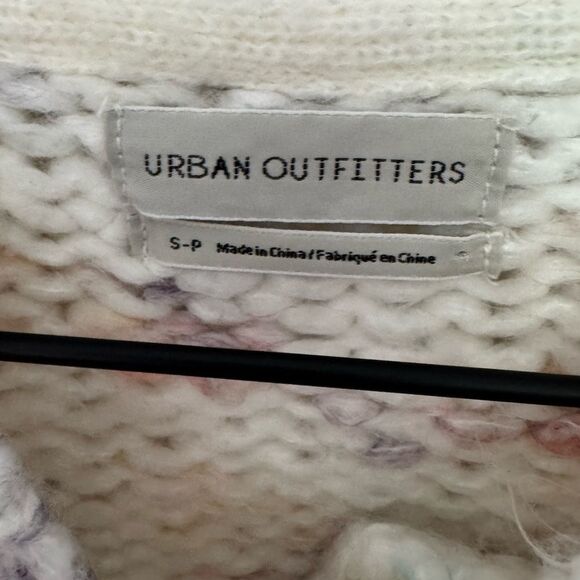 URBAN OUTFITTERS
S-P Made in China / Fabriqué en Chine